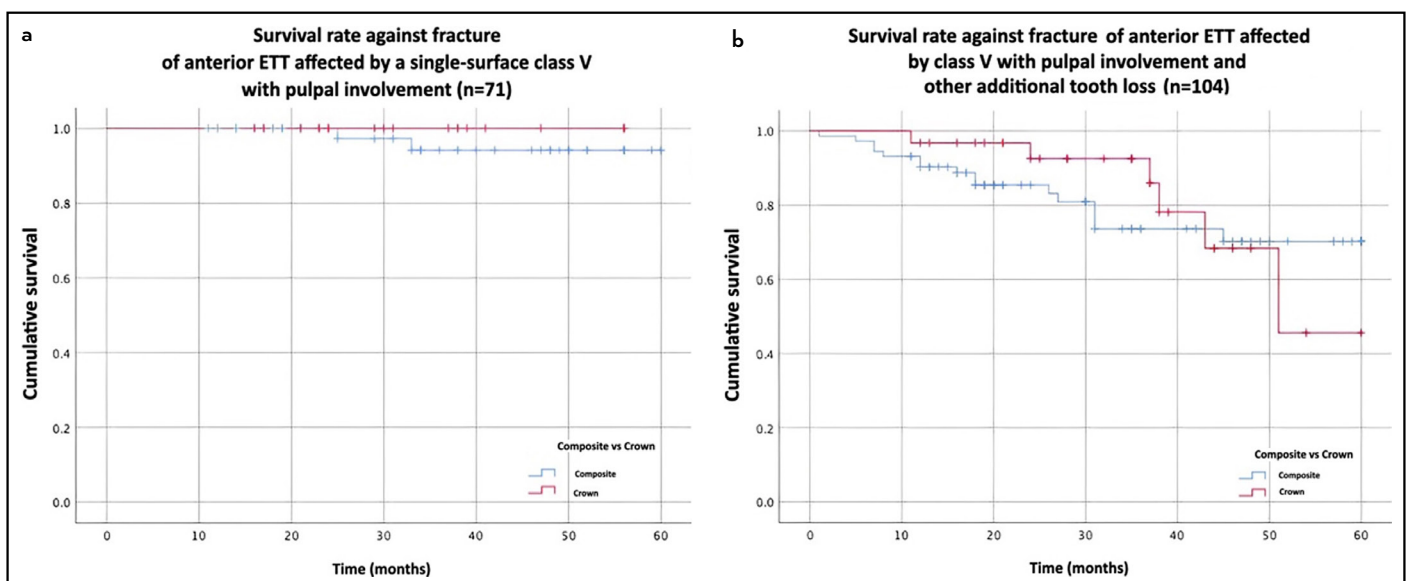 a
Survival rate against fracture
of anterior ETT affected by a single-surface class V
with pulpal involvement (n=71)
Cumulative survival
1.0
0.8
0.6
0.4
0.2
0.0
Composite vs Crown
Composite
Crown
0 10 20 30 40 50 60
Time (months)
b
Survival rate against fracture of anterior ETT affected
by class V with pulpal involvement and
other additional tooth loss (n=104)
Cumulative survival
1.0
0.8
0.6
0.4
0.2
0.0
Composite vs Crown
Composite
Crown
0 10 20 30 40 50 60
Time (months)